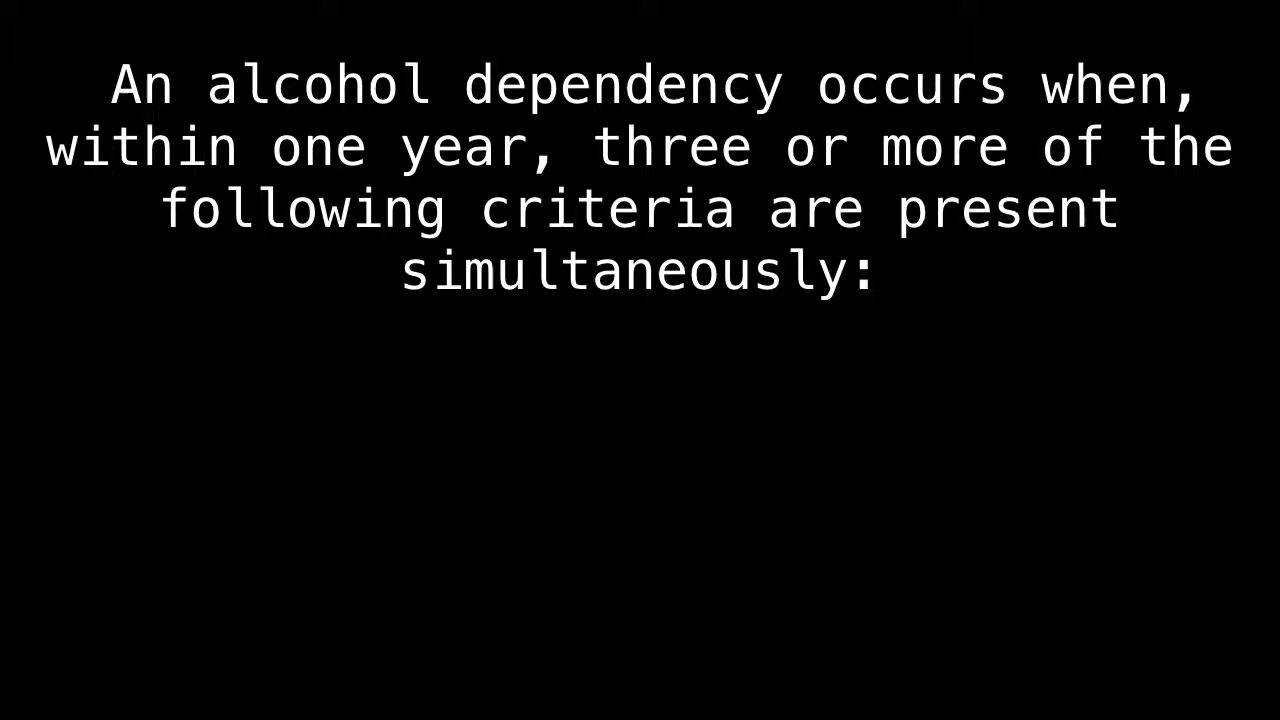 An alcohol dependency occurs when,
within one year, three or more of the
following criteria are present
simultaneously: